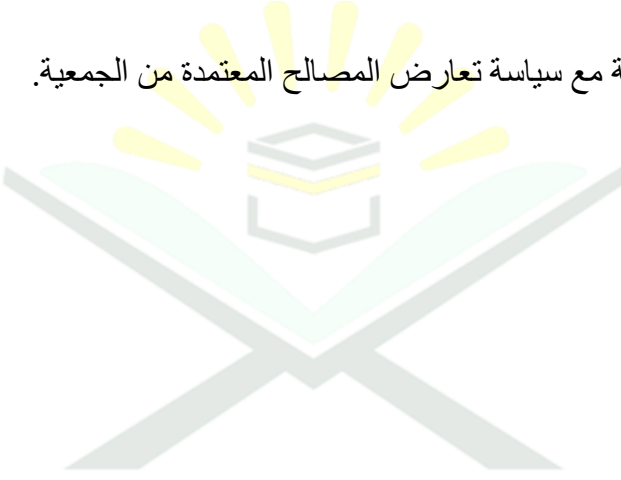 مع سياسة تعارض المصالح المعتمدة من الجمعية.